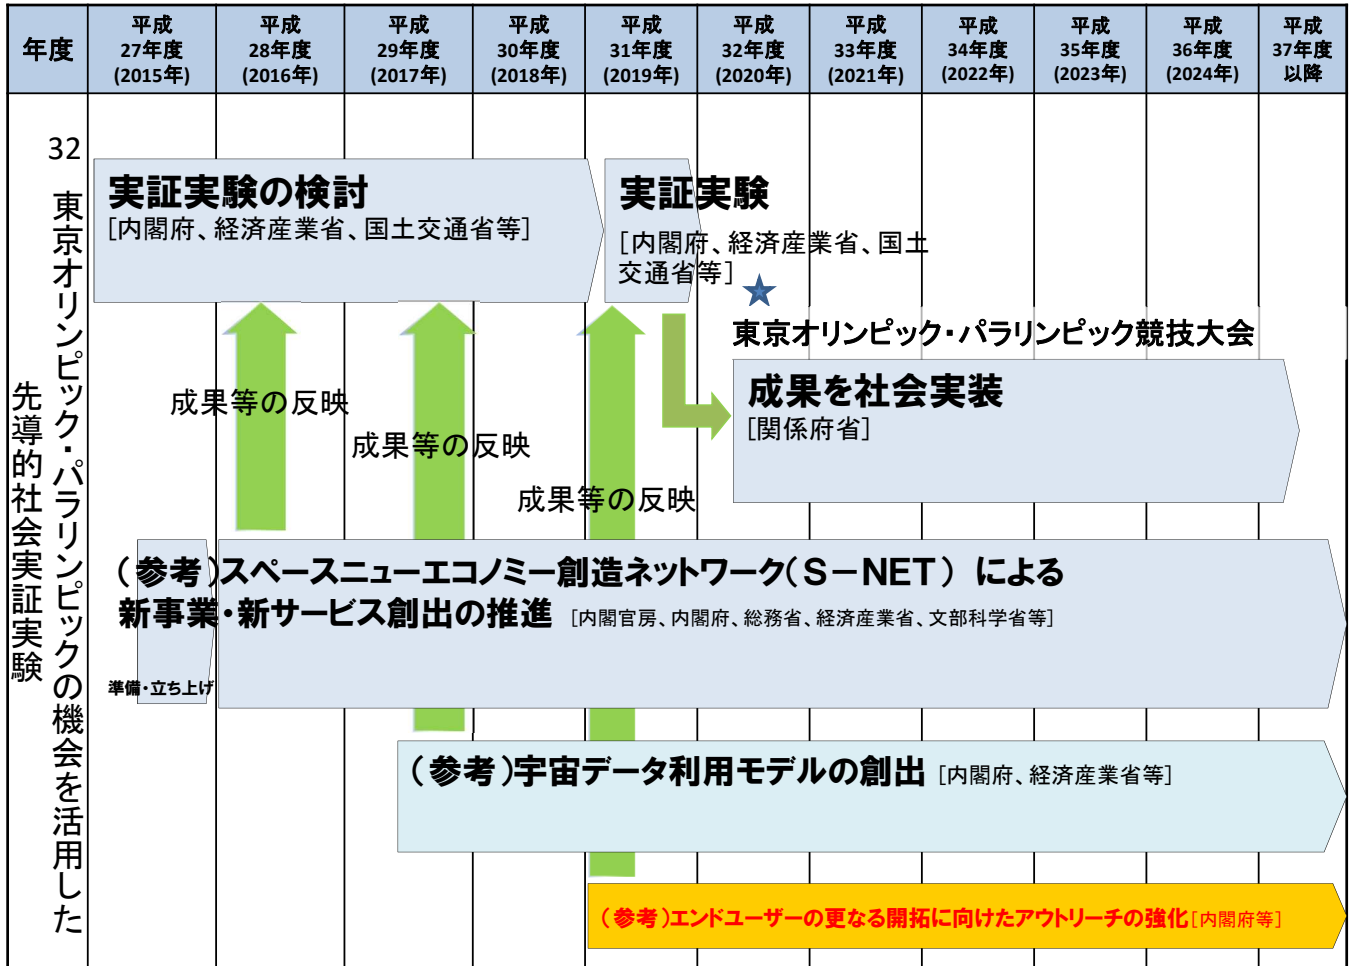 年度
平成
27年度
(2015年)
平成
28年度
(2016年)
平成
29年度
(2017年)
平成
30年度
(2018年)
平成
31年度
(2019年)
平成
32年度
(2020年)
平成
33年度
(2021年)
平成
34年度
(2022年)
平成
35年度
(2023年)
平成
36年度
(2024年)
平成
37年度
以降
32
東京オリンピック・パラリンピックの機会を活用した
先導的社会実証実験
実証実験の検討
[内閣府、経済産業省、国土交通省等]
実証実験
[内閣府、経済産業省、国土
交通省等]
東京オリンピック・パラリンピック競技大会
成果を社会実装
[関係府省]
成果等の反映
成果等の反映
成果等の反映
(参考)スペースニューエコノミー創造ネットワーク(S-NET)による
新事業・新サービス創出の推進 [内閣官房、内閣府、総務省、経済産業省、文部科学省等]
準備・立ち上げ
(参考)宇宙データ利用モデルの創出 [内閣府、経済産業省等]
(参考)エンドユーザーの更なる開拓に向けたアウトリーチの強化[内閣府等]